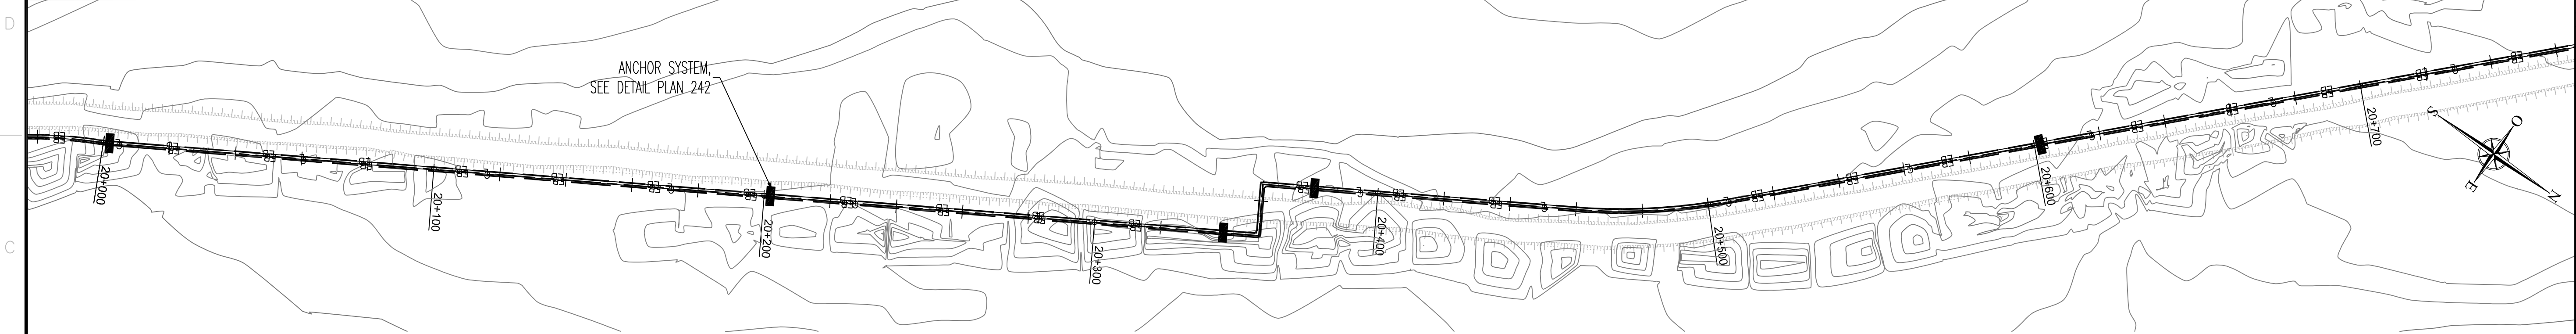 D
ANCHOR SYSTEM,
SEE DETAIL PLAN 242
20+000
20+100
20+200
20+300
20+400
20+500
20+600
20+700
S
O
E
N
C